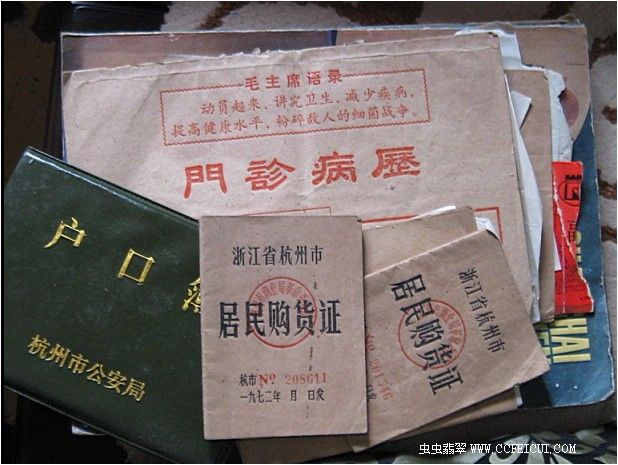 毛主席语录
动员起来、讲究卫生，减少疾病，
提高健康水平，粉碎敌人的细菌战争。
門診病歷
户口簿
杭州市公安局
浙江省杭州市
居民购货证
杭市 № 208611
一九七二年 月 日发
浙江省杭州市
居民购货证
201546
日发
HAI
虫虫翡翠 WWW.CCFEICUI.COM